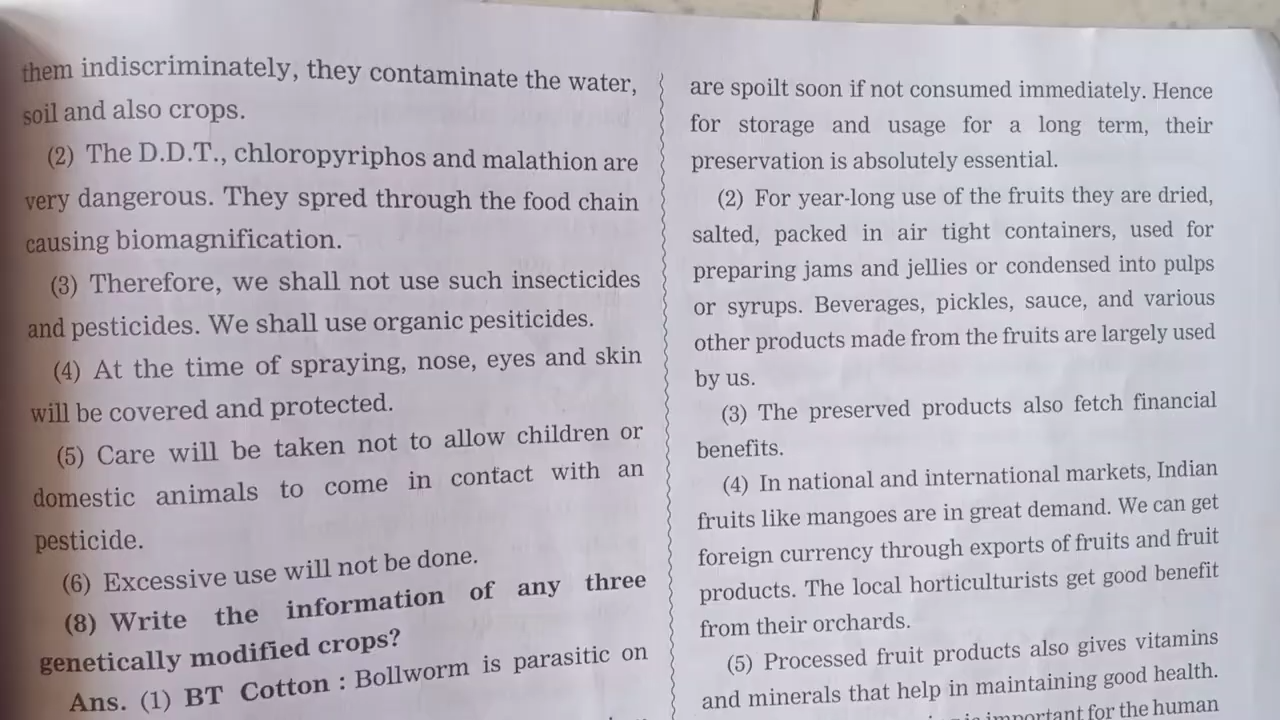 them indiscriminately, they contaminate the water,
soil and also crops.
(2) The D.D.T., chloropyriphos and malathion are
very dangerous. They spred through the food chain
causing biomagnification.
(3) Therefore, we shall not use such insecticides
and pesticides. We shall use organic pesiticides.
(4) At the time of spraying, nose, eyes and skin
will be covered and protected.
(5) Care will be taken not to allow children or
domestic animals to come in contact with an
pesticide.
(6) Excessive use will not be done.
(8) Write the information of any three
genetically modified crops?
Ans. (1) BT Cotton : Bollworm is parasitic on
are spoilt soon if not consumed immediately. Hence
for storage and usage for a long term, their
preservation is absolutely essential.
(2) For year-long use of the fruits they are dried,
salted, packed in air tight containers, used for
preparing jams and jellies or condensed into pulps
or syrups. Beverages, pickles, sauce, and various
other products made from the fruits are largely used
by us.
(3) The preserved products also fetch financial
benefits.
(4) In national and international markets, Indian
fruits like mangoes are in great demand. We can get
foreign currency through exports of fruits and fruit
products. The local horticulturists get good benefit
from their orchards.
(5) Processed fruit products also gives vitamins
and minerals that help in maintaining good health.
is important for the human